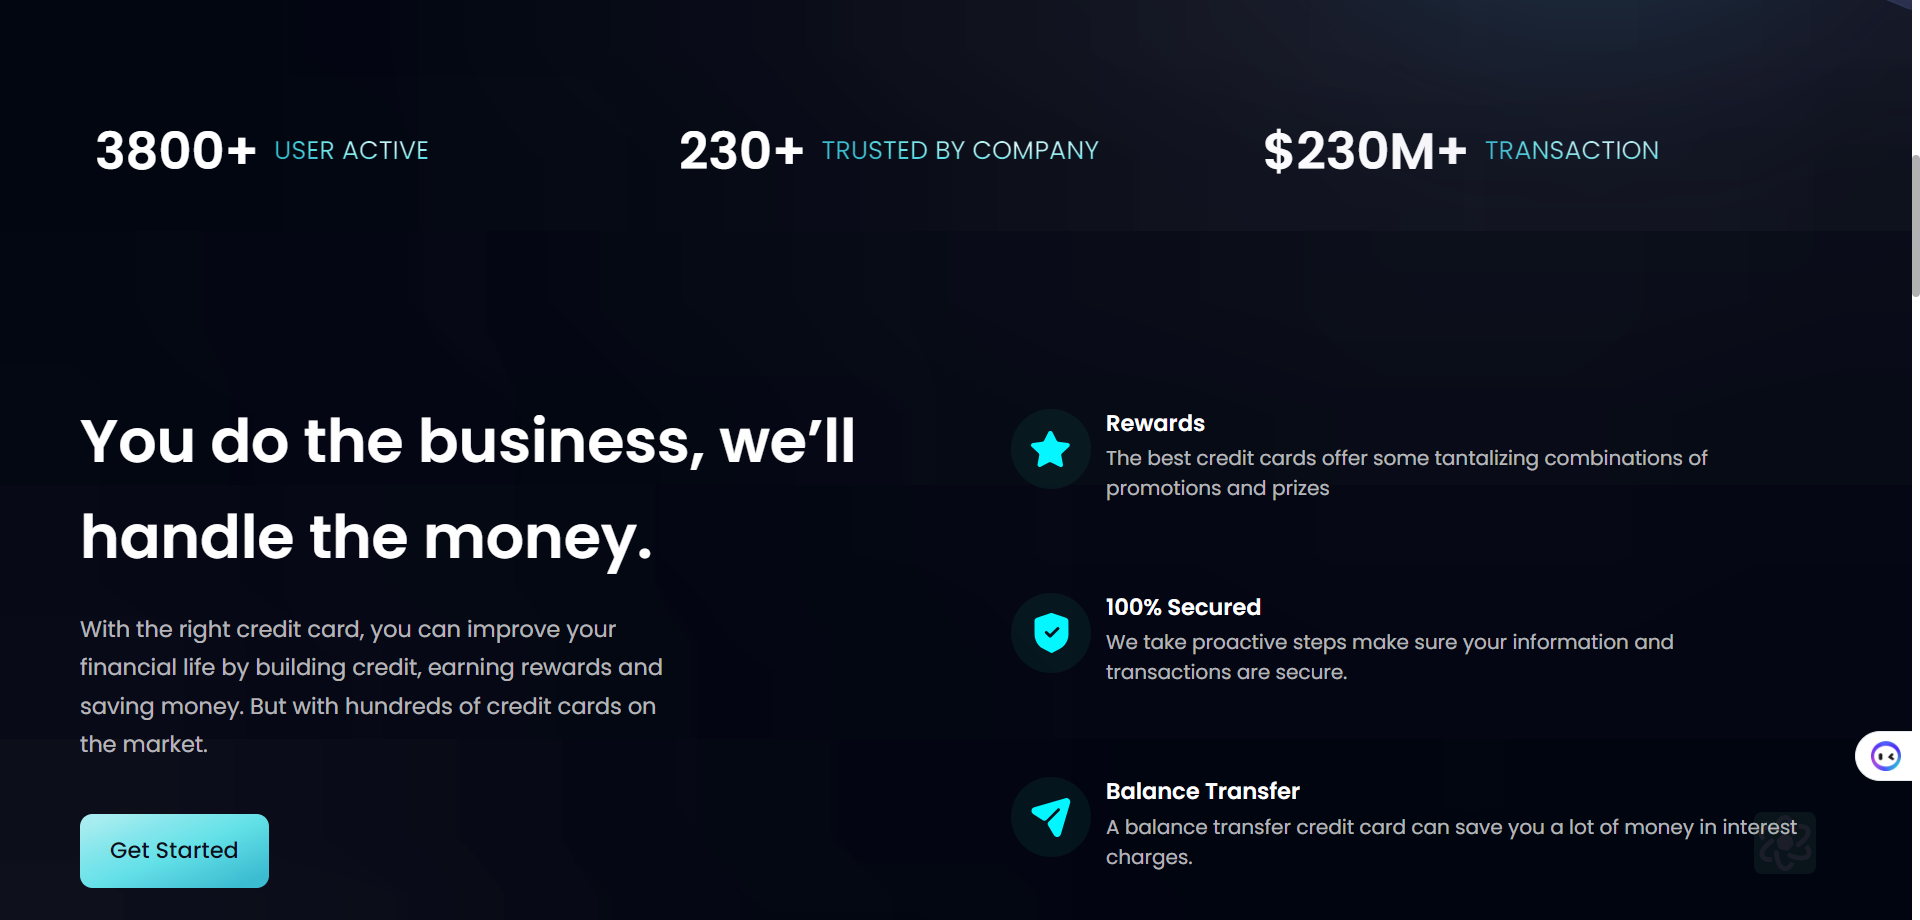 3800+ USER ACTIVE
230+ TRUSTED BY COMPANY
$230M+ TRANSACTION
You do the business, we’ll
handle the money.
With the right credit card, you can improve your
financial life by building credit, earning rewards and
saving money. But with hundreds of credit cards on
the market.
Get Started
Rewards
The best credit cards offer some tantalizing combinations of
promotions and prizes
100% Secured
We take proactive steps make sure your information and
transactions are secure.
Balance Transfer
A balance transfer credit card can save you a lot of money in interest
charges.